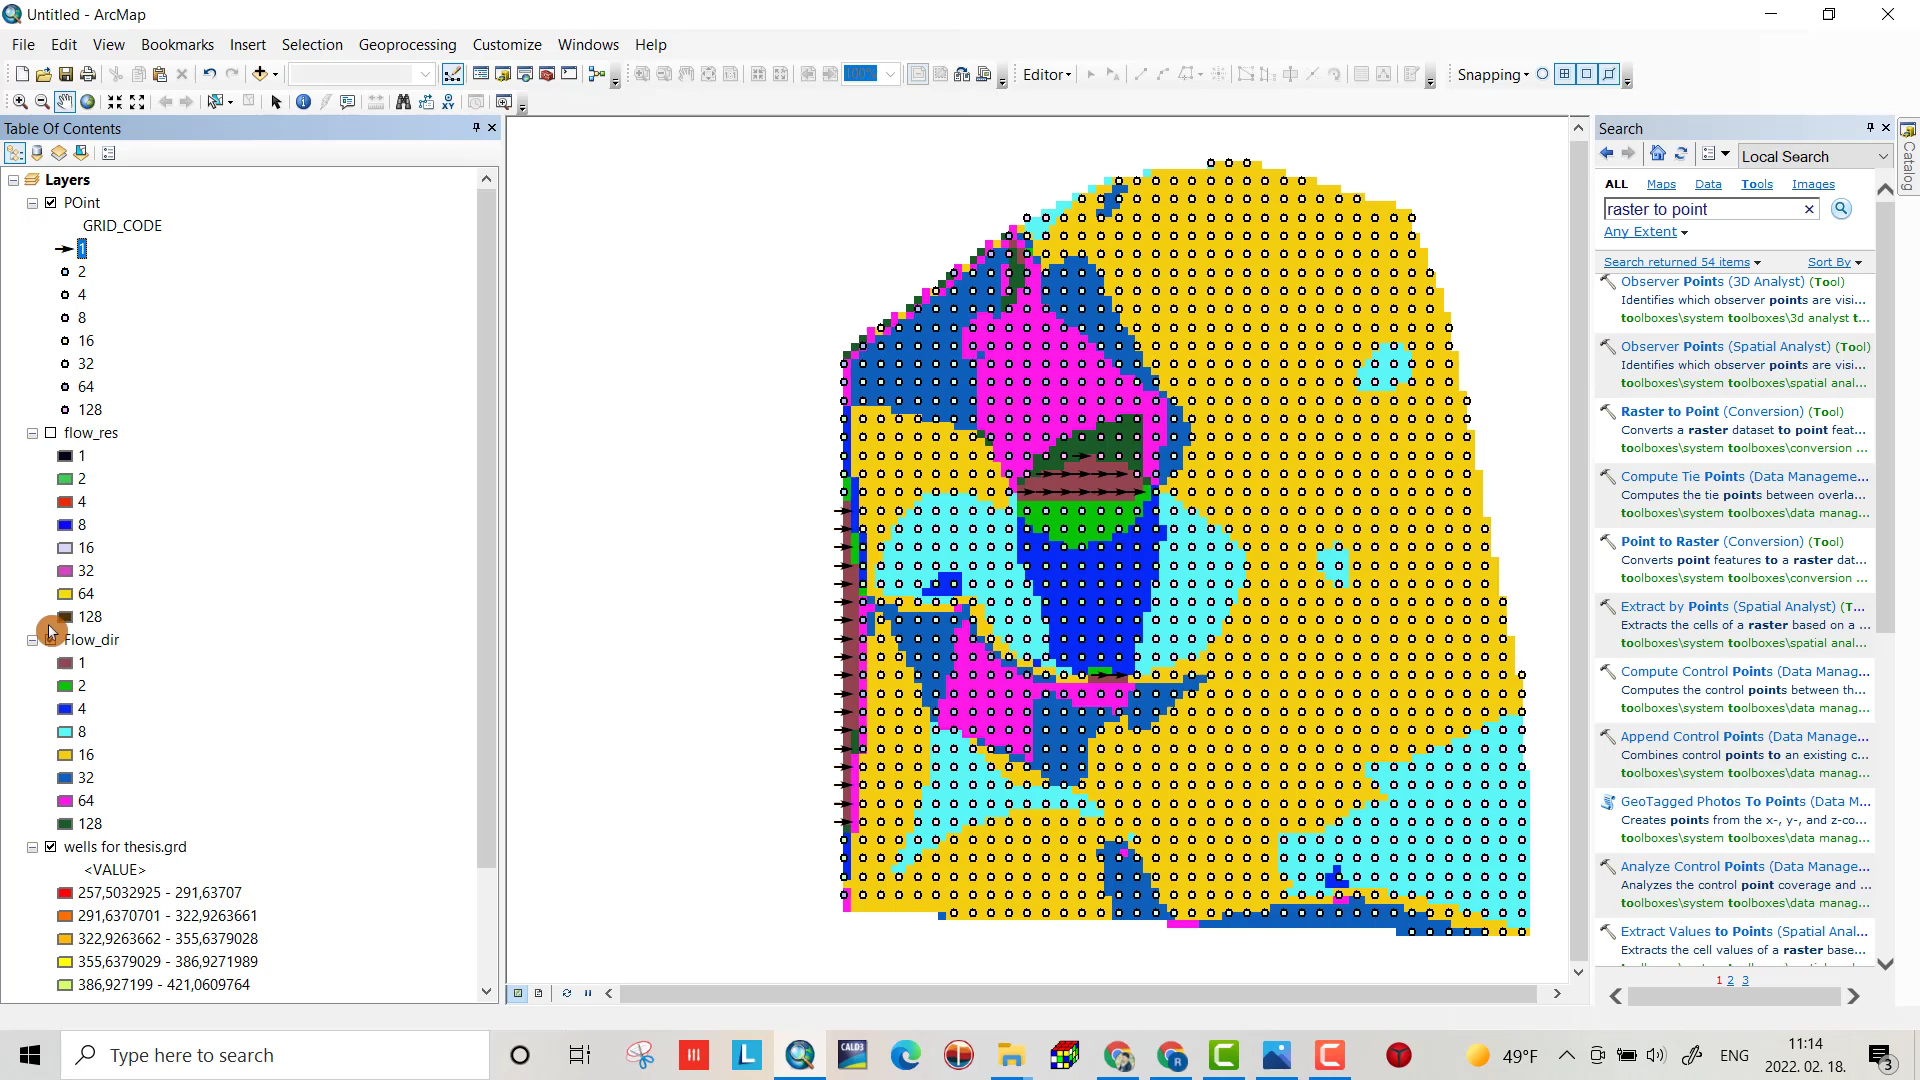 Untitled - ArcMap
File Edit View Bookmarks Insert Selection Geoprocessing Customize Windows Help
100%
Editor
Snapping
Table Of Contents
Layers
POint
GRID_CODE
1
2
4
8
16
32
64
128
flow_res
1
2
4
8
16
32
64
128
Flow_dir
1
2
4
8
16
32
64
128
wells for thesis.grd
<VALUE>
257,5032925 - 291,63707
291,6370701 - 322,9263661
322,9263662 - 355,6379028
355,6379029 - 386,9271989
386,927199 - 421,0609764
Search
Local Search
ALL Maps Data Tools Images
raster to point
Any Extent
Search returned 54 items Sort By
Observer Points (3D Analyst) (Tool)
Identifies which observer points are visi...
toolboxes\system toolboxes\3d analyst t...
Observer Points (Spatial Analyst) (Tool)
Identifies which observer points are visi...
toolboxes\system toolboxes\spatial anal...
Raster to Point (Conversion) (Tool)
Converts a raster dataset to point feat...
toolboxes\system toolboxes\conversion ...
Compute Tie Points (Data Manageme...
Computes the tie points between overla...
toolboxes\system toolboxes\data manag...
Point to Raster (Conversion) (Tool)
Converts point features to a raster dat...
toolboxes\system toolboxes\conversion ...
Extract by Points (Spatial Analyst) (T...
Extracts the cells of a raster based on a ...
toolboxes\system toolboxes\spatial anal...
Compute Control Points (Data Manag...
Computes the control points between th...
toolboxes\system toolboxes\data manag...
Append Control Points (Data Manage...
Combines control points to an existing c...
toolboxes\system toolboxes\data manag...
GeoTagged Photos To Points (Data M...
Creates points from the x-, y-, and z-co...
toolboxes\system toolboxes\data manag...
Analyze Control Points (Data Manage...
Analyzes the control point coverage and ...
toolboxes\system toolboxes\data manag...
Extract Values to Points (Spatial Anal...
Extracts the cell values of a raster base...
1 2 3
Catalog
Type here to search
L
CALD3
R
C
C
49°F
ENG
11:14
2022. 02. 18.
3